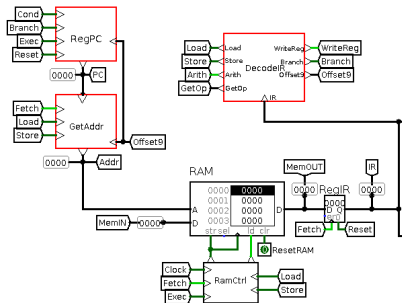 Cond
Branch
Exec
Reset
RegPC
0000
PC
Fetch
Load
Store
GetAddr
Offset9
0000
Addr
Load
Store
Arith
GetOp
Load
Store
Arith
GetOp
DecodeIR
WriteReg
Branch
Offset9
IR
WriteReg
Branch
Offset9
RAM
0000 0000
0001 0000
0002 0000
0003 0000
A
D
D
str sel ld clr
MemIN
0000
ResetRAM
MemOUT
0000
RegIR
0000
D Q
Fetch
Reset
IR
0000
Clock
Fetch
Exec
RamCtrl
Load
Store